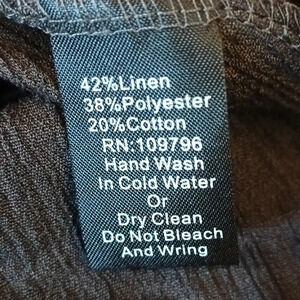 42%Linen
38%Polyester
20%Cotton
RN:109796
Hand Wash
In Cold Water
Or
Dry Clean
Do Not Bleach
And Wring